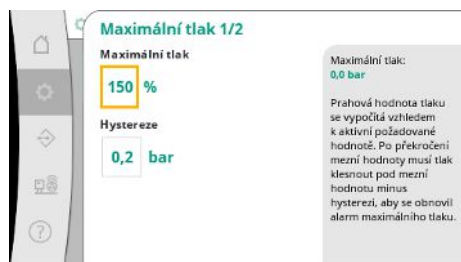 Maximální tlak 1/2
Maximální tlak
150 %
Hystereze
0,2 bar
Maximální tlak:
0,0 bar
Prahová hodnota tlaku
se vypočítá vzhledem
k aktivní požadované
hodnotě. Po překročení
mezní hodnoty musí tlak
klesnout pod mezní
hodnotu minus
hysterezi, aby se obnovil
alarm maximálního tlaku.
?